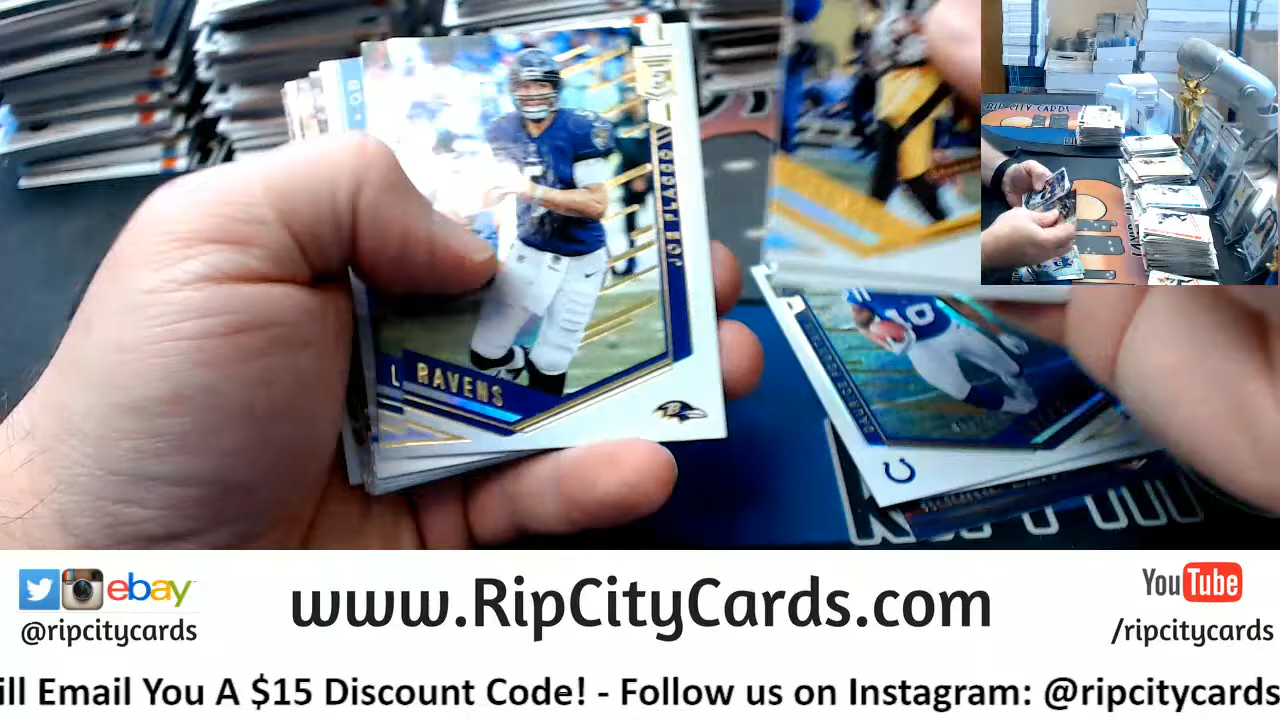 QB
E
JOE FLACCO
RAVENS
RIP CITY CARDS
ebay
@ripcitycards
www.RipCityCards.com
YouTube
/ripcitycards
ill Email You A $15 Discount Code! - Follow us on Instagram: @ripcitycards